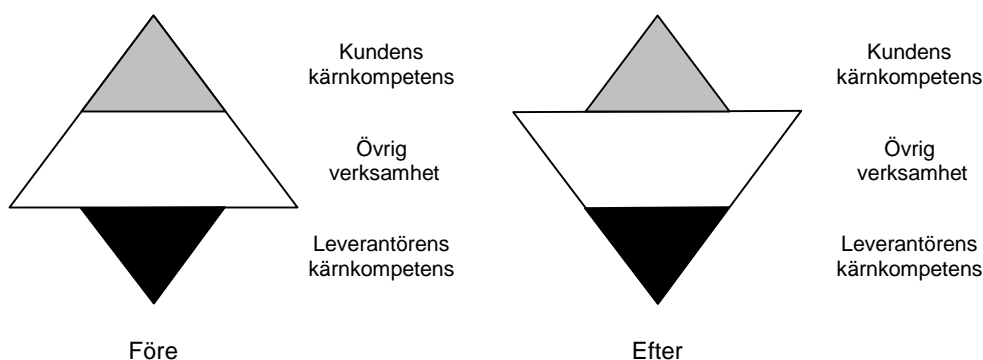 Kundens
kärnkompetens
Övrig
verksamhet
Leverantörens
kärnkompetens
Före
Kundens
kärnkompetens
Övrig
verksamhet
Leverantörens
kärnkompetens
Efter